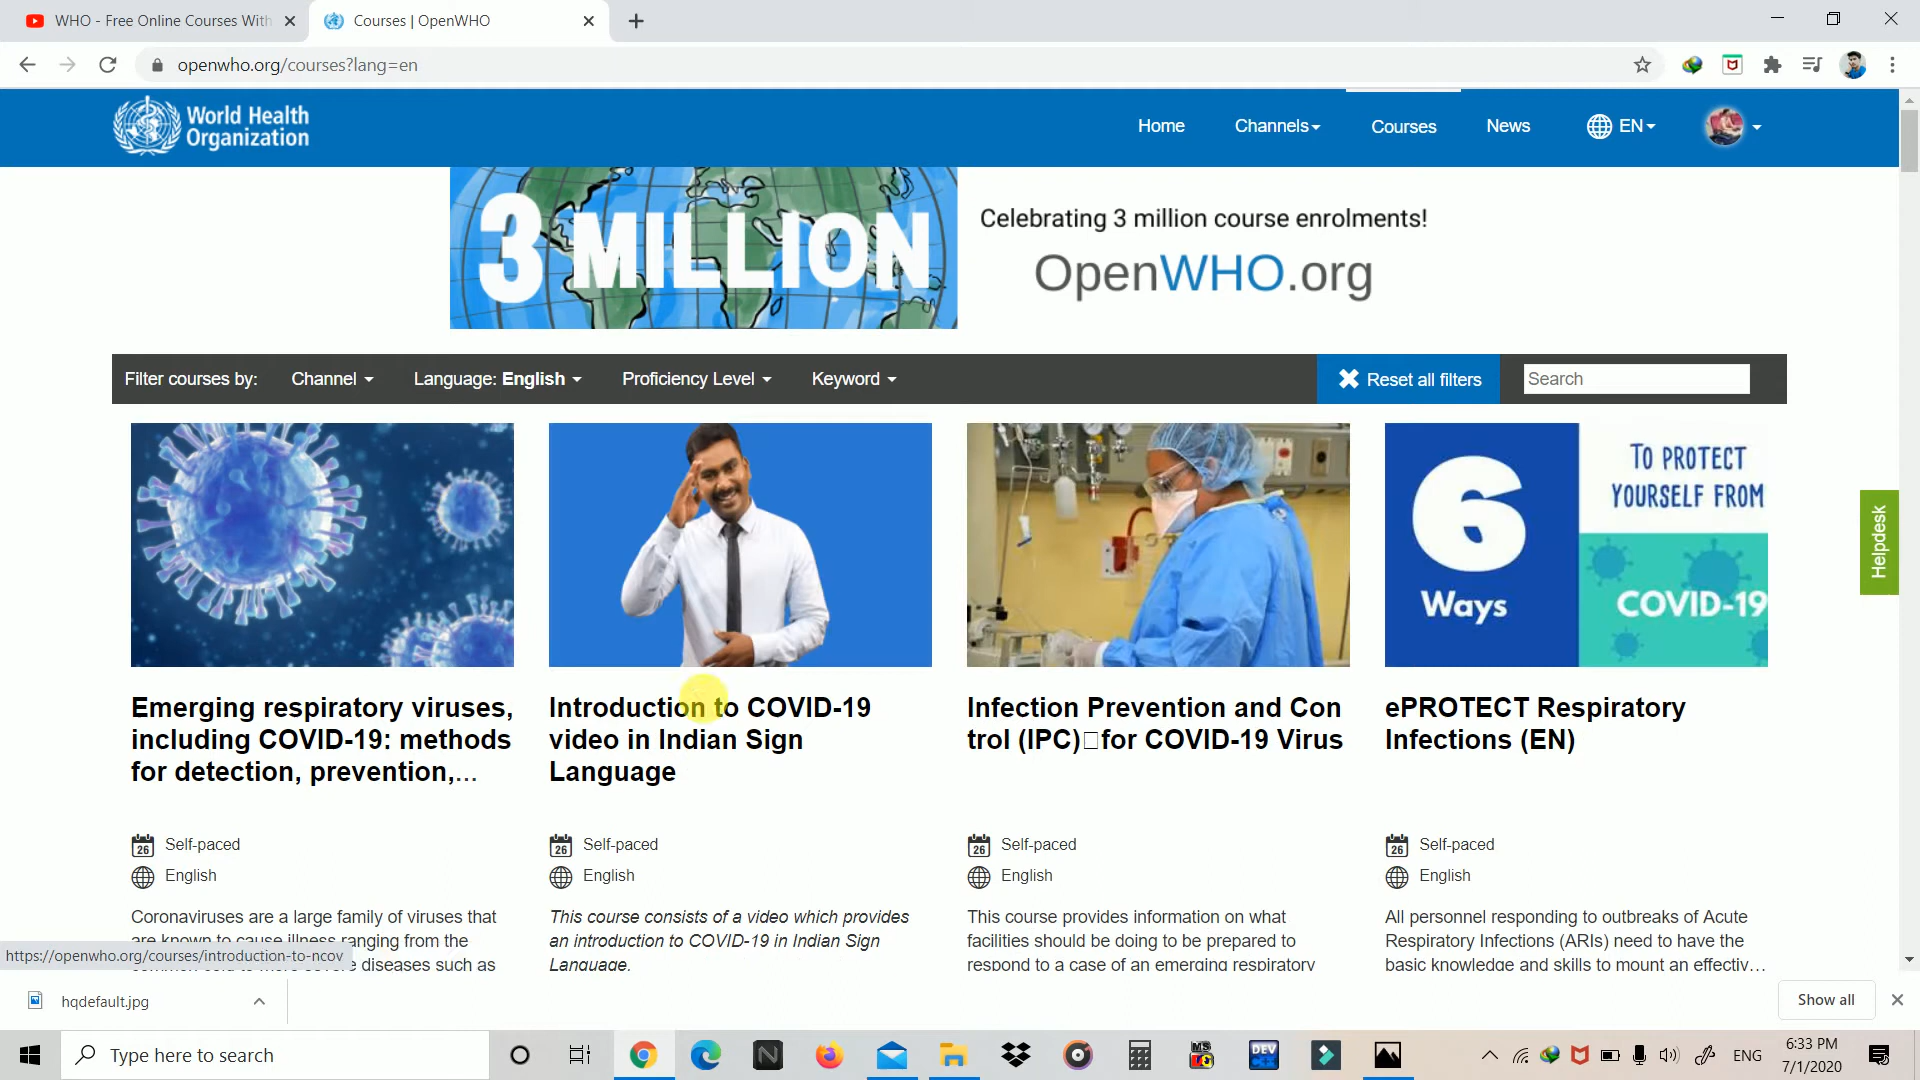 WHO - Free Online Courses With
Courses | OpenWHO
openwho.org/courses?lang=en
World Health
Organization
Home
Channels
Courses
News
EN
3 MILLION
Celebrating 3 million course enrolments!
OpenWHO.org
Filter courses by:
Channel
Language: English
Proficiency Level
Keyword
Reset all filters
Search
6
Ways
TO PROTECT
YOURSELF FROM
COVID-19
Helpdesk
Emerging respiratory viruses,
including COVID-19: methods
for detection, prevention,...
Introduction to COVID-19
video in Indian Sign
Language
Infection Prevention and Con
trol (IPC)□for COVID-19 Virus
ePROTECT Respiratory
Infections (EN)
26 Self-paced
English
26 Self-paced
English
26 Self-paced
English
26 Self-paced
English
Coronaviruses are a large family of viruses that
are known to cause illness ranging from the
common cold to more severe diseases such as
This course consists of a video which provides
an introduction to COVID-19 in Indian Sign
Language.
This course provides information on what
facilities should be doing to be prepared to
respond to a case of an emerging respiratory
All personnel responding to outbreaks of Acute
Respiratory Infections (ARIs) need to have the
basic knowledge and skills to mount an effectiv...
https://openwho.org/courses/introduction-to-ncov
hqdefault.jpg
Show all
Type here to search
N
MS
DEV
C++
ENG
6:33 PM
7/1/2020